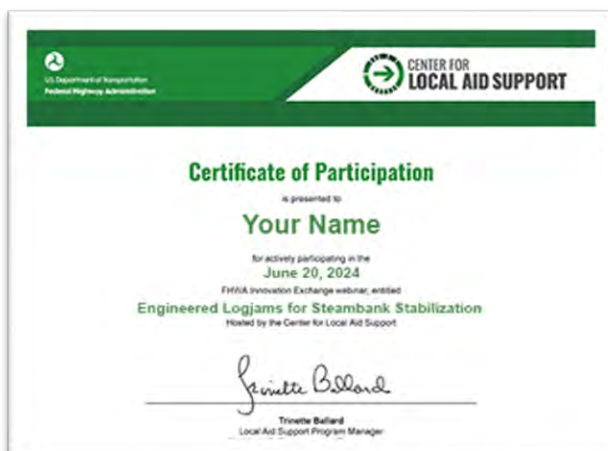 U.S. Department of Transportation
Federal Highway Administration
CENTER FOR
LOCAL AID SUPPORT
Certificate of Participation
is presented to
Your Name
for actively participating in the
June 20, 2024
FHWA Innovation Exchange webinar, entitled
Engineered Logjams for Steambank Stabilization
Hosted by the Center for Local Aid Support
Trinette Ballard
Trinette Ballard
Local Aid Support Program Manager